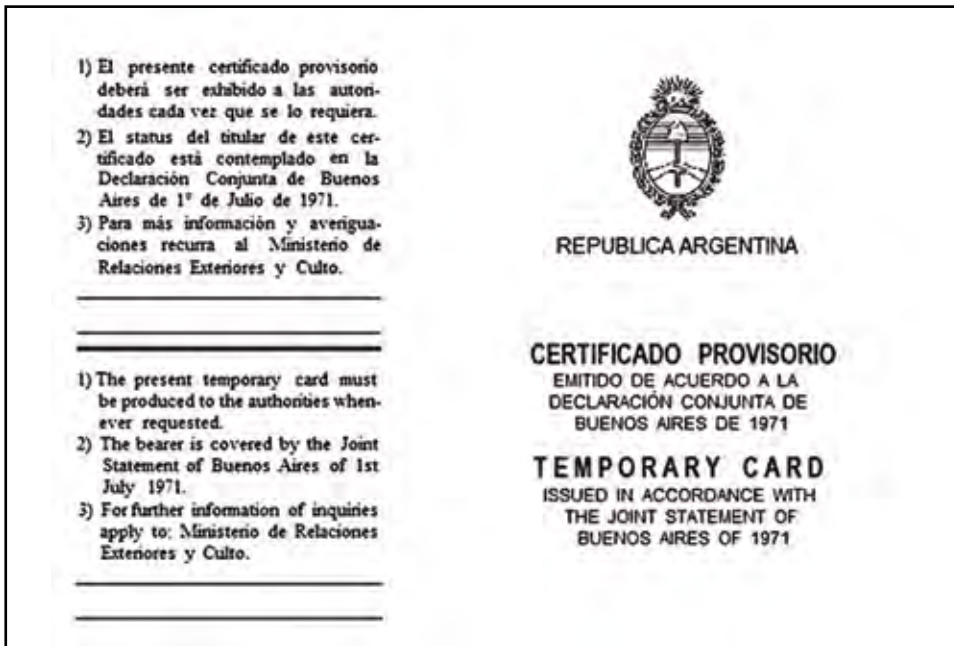 1) El presente certificado provisorio
deberá ser exhibido a las autori-
dades cada vez que se lo requiera.
2) El status del titular de este cer-
tificado está contemplado en la
Declaración Conjunta de Buenos
Aires de 1º de Julio de 1971.
3) Para más información y averigua-
ciones recurra al Ministerio de
Relaciones Exteriores y Culto.
1) The present temporary card must
be produced to the authorities when-
ever requested.
2) The bearer is covered by the Joint
Statement of Buenos Aires of 1st
July 1971.
3) For further information of inquiries
apply to: Ministerio de Relaciones
Exteriores y Culto.
REPUBLICA ARGENTINA
CERTIFICADO PROVISORIO
EMITIDO DE ACUERDO A LA
DECLARACIÓN CONJUNTA DE
BUENOS AIRES DE 1971
TEMPORARY CARD
ISSUED IN ACCORDANCE WITH
THE JOINT STATEMENT OF
BUENOS AIRES OF 1971